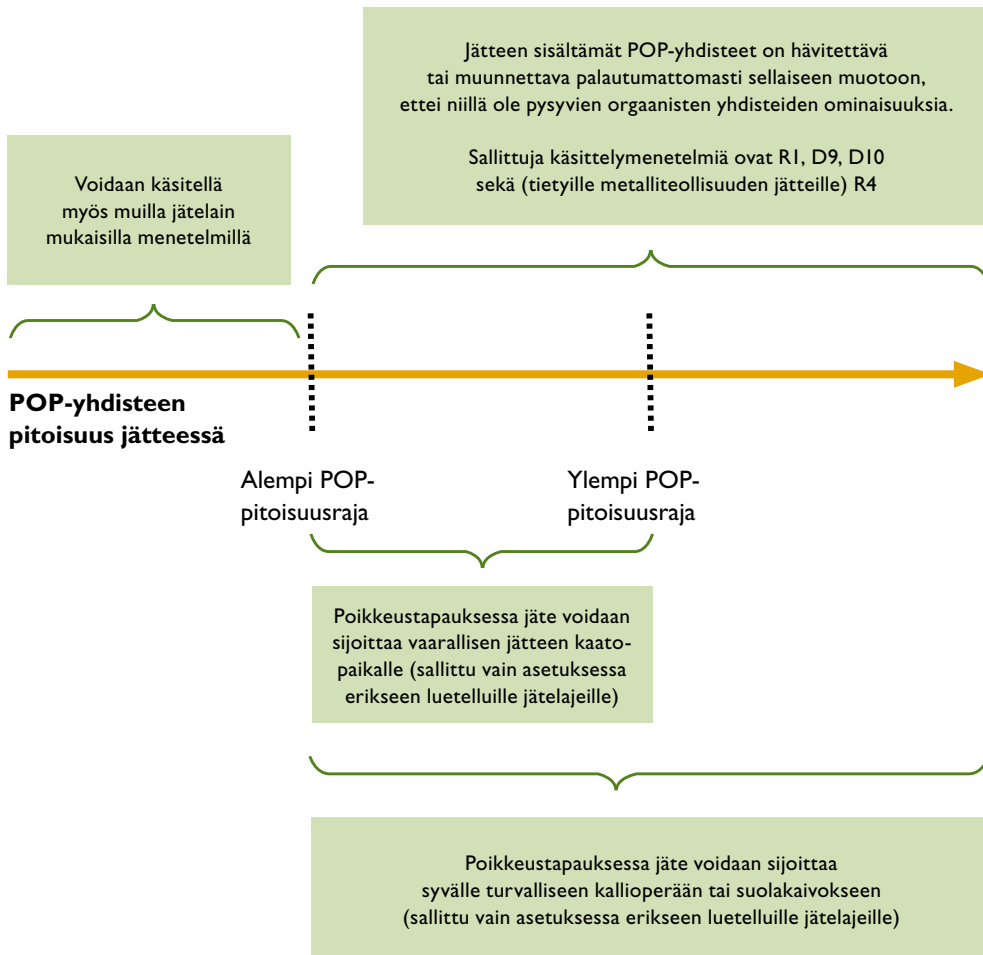 Jätteen sisältämät POP-yhdisteet on hävitettävä
tai muunnettava palautumattomasti sellaiseen muotoon,
ettei niillä ole pysyvien orgaanisten yhdisteiden ominaisuuksia.
Sallittuja käsittelymenetelmiä ovat R1, D9, D10
sekä (tietyille metalliteollisuuden jätteille) R4
Voidaan käsitellä
myös muilla jätelain
mukaisilla menetelmillä
POP-yhdisteen
pitoisuus jätteessä
Alempi POP-
pitoisuusraja
Ylempi POP-
pitoisuusraja
Poikkeustapauksessa jäte voidaan
sijoittaa vaarallisen jätteen kaato-
paikalle (sallittu vain asetuksessa
erikseen luetelluille jätelajeille)
Poikkeustapauksessa jäte voidaan sijoittaa
syvälle turvalliseen kallioperään tai suolakaivokseen
(sallittu vain asetuksessa erikseen luetelluille jätelajeille)